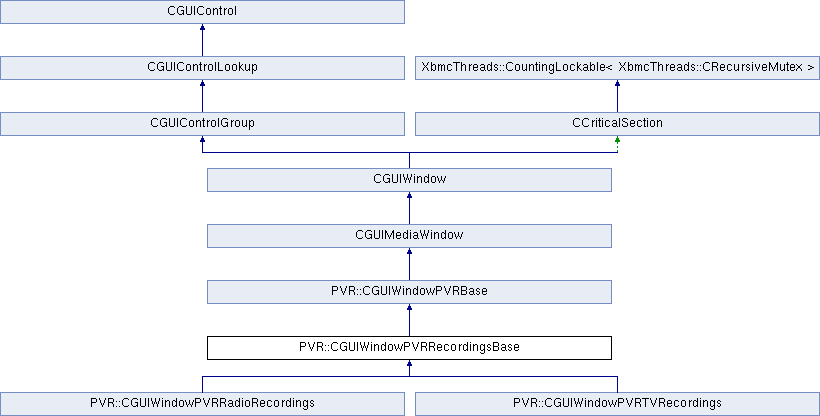 CGUIControl
CGUIControlLookup
XbmcThreads::CountingLockable< XbmcThreads::CRecursiveMutex >
CGUIControlGroup
CCriticalSection
CGUIWindow
CGUIMediaWindow
PVR::CGUIWindowPVRBase
PVR::CGUIWindowPVRRecordingsBase
PVR::CGUIWindowPVRRadioRecordings
PVR::CGUIWindowPVRTVRecordings